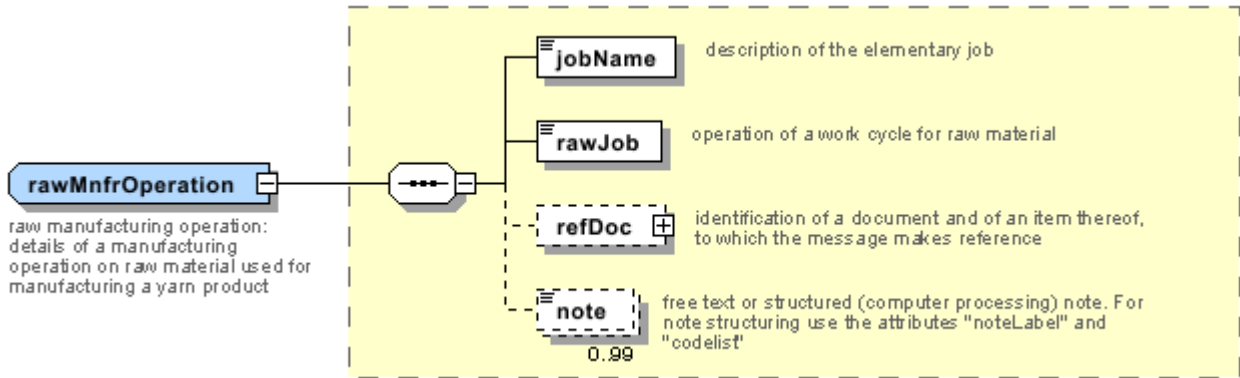 jobName
description of the elementary job
rawJob
operation of a work cycle for raw material
rawMnfrOperation
raw manufacturing operation:
details of a manufacturing
operation on raw material used for
manufacturing a yarn product
refDoc
identification of a document and of an item thereof,
to which the message makes reference
note
free text or structured (computer processing) note. For
note structuring use the attributes "noteLabel" and
"codelist"
0..99